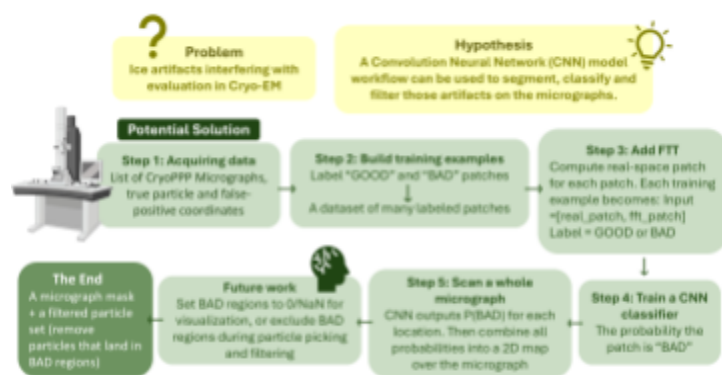 ?
Problem
Ice artifacts interfering with
evaluation in Cryo-EM
Hypothesis
A Convolution Neural Network (CNN) model
workflow can be used to segment, classify and
filter those artifacts on the micrographs.
Potential Solution
Step 1: Acquiring data
List of CryoPPP Micrographs,
true particle and false-
positive coordinates
Step 2: Build training examples
Label "GOOD" and "BAD" patches
A dataset of many labeled patches
Step 3: Add FTT
Compute real-space patch
for each patch. Each training
example becomes: Input
=[real_patch, fft_patch]
Label = GOOD or BAD
Step 4: Train a CNN
classifier
The probability
the patch is "BAD"
Step 5: Scan a whole
micrograph
CNN outputs P(BAD) for each
location. Then combine all
probabilities into a 2D map
over the micrograph
Future work
Set BAD regions to 0/NaN for
visualization, or exclude BAD
regions during particle picking
and filtering
The End
A micrograph mask
+ a filtered particle
set (remove
particles that land in
BAD regions)